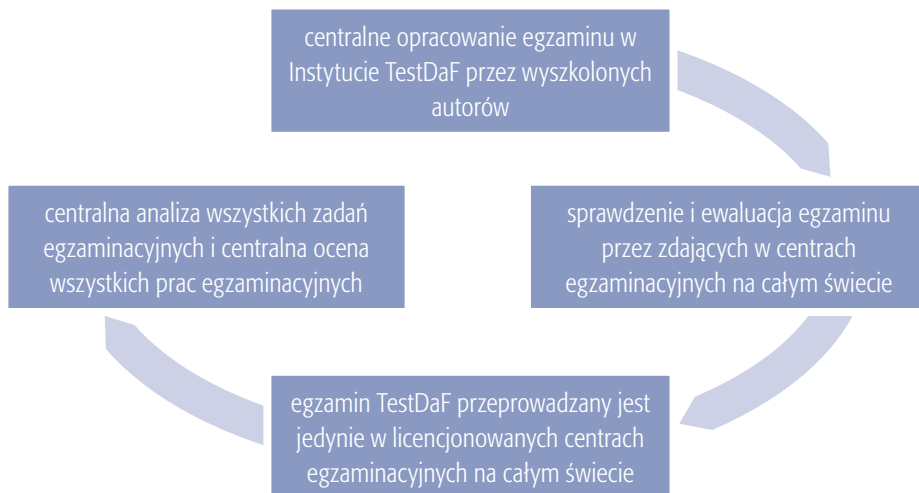 centralne opracowanie egzaminu w
Instytucie TestDaF przez wyszkolonych
autorów
centralna analiza wszystkich zadań
egzaminacyjnych i centralna ocena
wszystkich prac egzaminacyjnych
sprawdzenie i ewaluacja egzaminu
przez zdających w centrach
egzaminacyjnych na całym świecie
egzamin TestDaF przeprowadzany jest
jedynie w licencjonowanych centrach
egzaminacyjnych na całym świecie